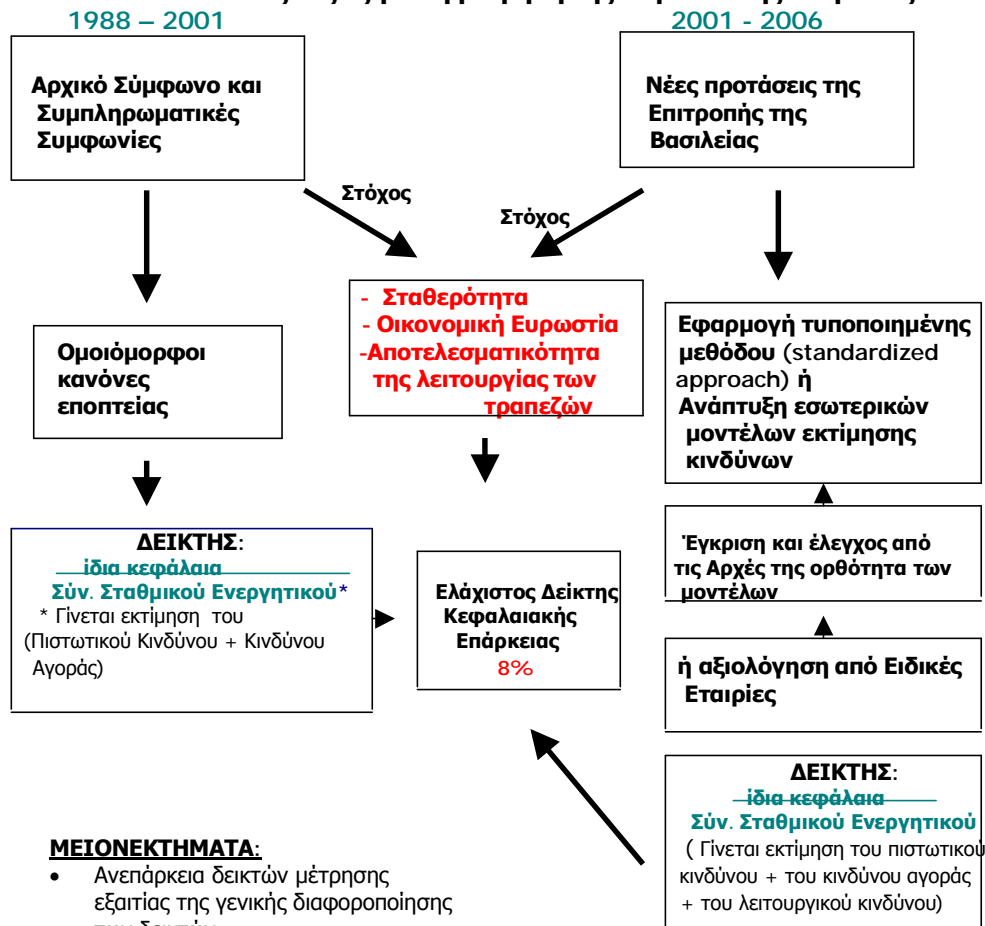 1988 – 2001
2001 - 2006
Αρχικό Σύμφωνο και
Συμπληρωματικές
Συμφωνίες
Νέες προτάσεις της
Επιτροπής της
Βασιλείας
Στόχος
Στόχος
- Σταθερότητα
- Οικονομική Ευρωστία
-Αποτελεσματικότητα
της λειτουργίας των
τραπεζών
Ομοιόμορφοι
κανόνες
εποπτείας
Εφαρμογή τυποποιημένης
μεθόδου (standardized
approach) ή
Ανάπτυξη εσωτερικών
μοντέλων εκτίμησης
κινδύνων
ΔΕΙΚΤΗΣ:
ίδια κεφάλαια
Σύν. Σταθμικού Ενεργητικού*
* Γίνεται εκτίμηση του
(Πιστωτικού Κινδύνου + Κινδύνου
Αγοράς)
Ελάχιστος Δείκτης
Κεφαλαιακής
Επάρκειας
8%
Έγκριση και έλεγχος από
τις Αρχές της ορθότητα των
μοντέλων
ή αξιολόγηση από Ειδικές
Εταιρίες
ΔΕΙΚΤΗΣ:
ίδια κεφάλαια
Σύν. Σταθμικού Ενεργητικού
( Γίνεται εκτίμηση του πιστωτικού
κινδύνου + του κινδύνου αγοράς
+ του λειτουργικού κινδύνου)
ΜΕΙΟΝΕΚΤΗΜΑΤΑ:
• Ανεπάρκεια δεικτών μέτρησης
εξαιτίας της γενικής διαφοροποίησης